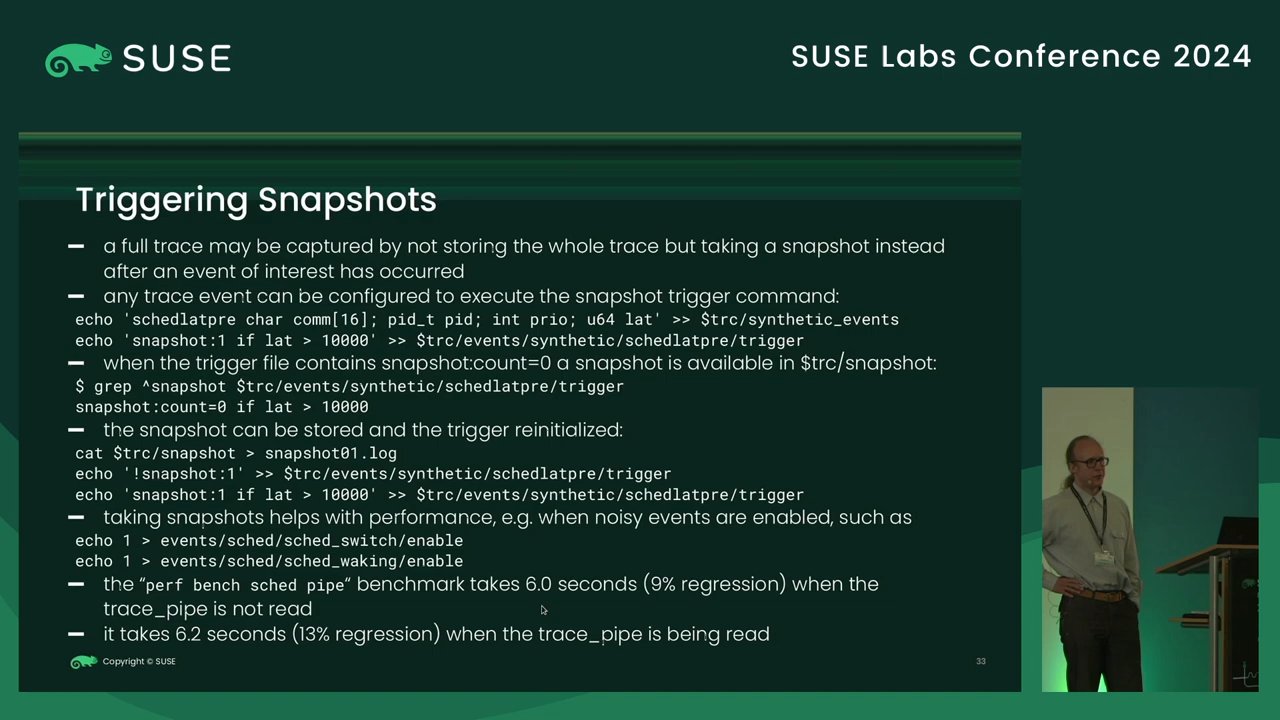 SUSE
SUSE Labs Conference 2024
Triggering Snapshots
a full trace may be captured by not storing the whole trace but taking a snapshot instead
after an event of interest has occurred
any trace event can be configured to execute the snapshot trigger command:
echo 'schedlatpre char comm[16]; pid_t pid; int prio; u64 lat' >> $trc/synthetic_events
echo 'snapshot:1 if lat > 10000' >> $trc/events/synthetic/schedlatpre/trigger
when the trigger file contains snapshot:count=0 a snapshot is available in $trc/snapshot:
$ grep ^snapshot $trc/events/synthetic/schedlatpre/trigger
snapshot:count=0 if lat > 10000
the snapshot can be stored and the trigger reinitialized:
cat $trc/snapshot > snapshot01.log
echo '!snapshot:1' >> $trc/events/synthetic/schedlatpre/trigger
echo 'snapshot:1 if lat > 10000' >> $trc/events/synthetic/schedlatpre/trigger
taking snapshots helps with performance, e.g. when noisy events are enabled, such as
echo 1 > events/sched/sched_switch/enable
echo 1 > events/sched/sched_waking/enable
the “perf bench sched pipe“ benchmark takes 6.0 seconds (9% regression) when the
trace_pipe is not read
it takes 6.2 seconds (13% regression) when the trace_pipe is being read
Copyright © SUSE
33